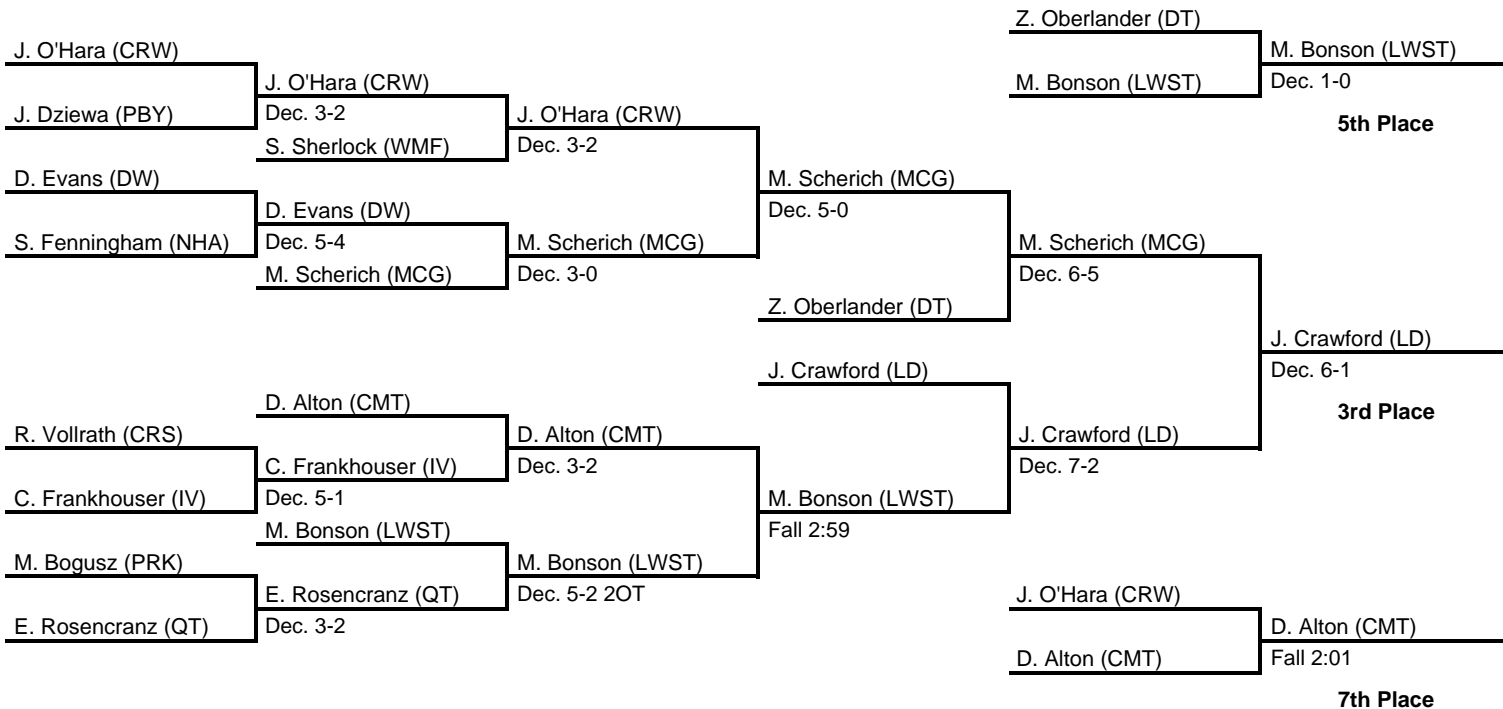 Z. Oberlander (DT)
J. O'Hara (CRW)
M. Bonson (LWST)
J. O'Hara (CRW)
M. Bonson (LWST)
Dec. 1-0
J. Dziewa (PBY)
Dec. 3-2
J. O'Hara (CRW)
5th Place
S. Sherlock (WMF)
Dec. 3-2
D. Evans (DW)
M. Scherich (MCG)
D. Evans (DW)
Dec. 5-0
S. Fenningham (NHA)
Dec. 5-4
M. Scherich (MCG)
M. Scherich (MCG)
M. Scherich (MCG)
Dec. 3-0
Dec. 6-5
Z. Oberlander (DT)
J. Crawford (LD)
J. Crawford (LD)
Dec. 6-1
D. Alton (CMT)
3rd Place
R. Vollrath (CRS)
D. Alton (CMT)
J. Crawford (LD)
C. Frankhouser (IV)
Dec. 3-2
Dec. 7-2
C. Frankhouser (IV)
Dec. 5-1
M. Bonson (LWST)
M. Bonson (LWST)
Fall 2:59
M. Bogusz (PRK)
M. Bonson (LWST)
E. Rosencranz (QT)
Dec. 5-2 2OT
J. O'Hara (CRW)
E. Rosencranz (QT)
Dec. 3-2
D. Alton (CMT)
D. Alton (CMT)
Fall 2:01
7th Place